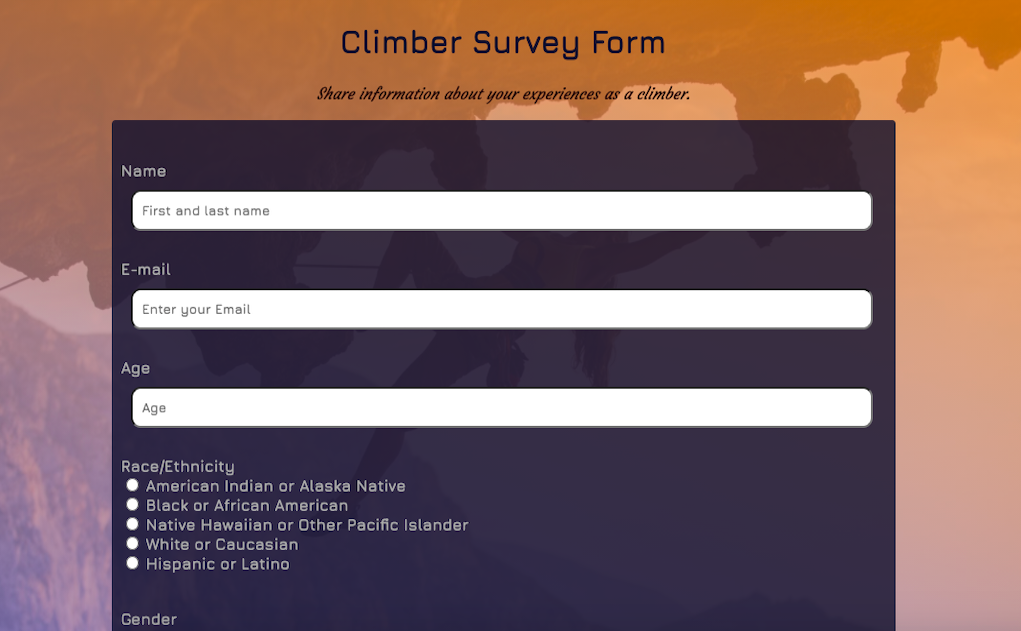 Climber Survey Form
Share information about your experiences as a climber.
Name
First and last name
E-mail
Enter your Email
Age
Age
Race/Ethnicity
American Indian or Alaska Native
Black or African American
Native Hawaiian or Other Pacific Islander
White or Caucasian
Hispanic or Latino
Gender